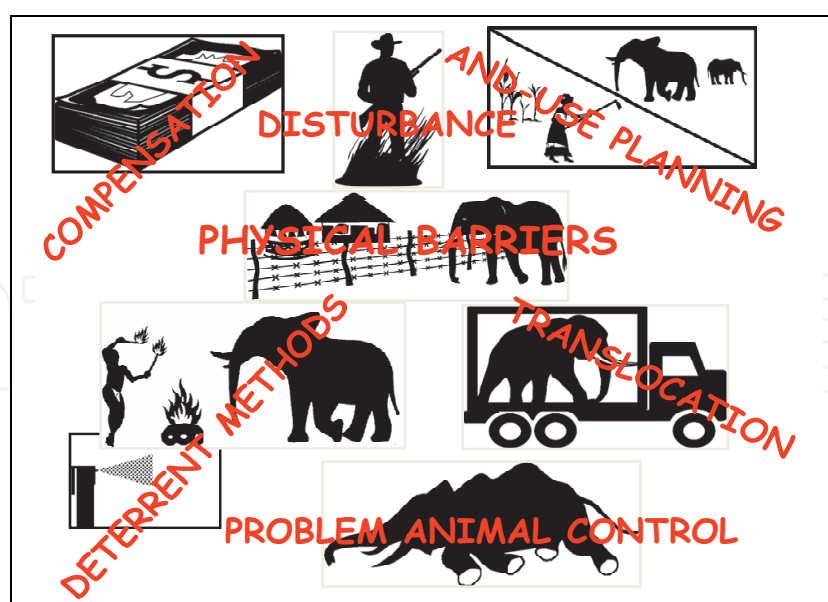 COMPENSATION
DISTURBANCE
AND-USE PLANNING
PHYSICAL BARRIERS
DETERRENT METHODS
TRANSLOCATION
PROBLEM ANIMAL CONTROL